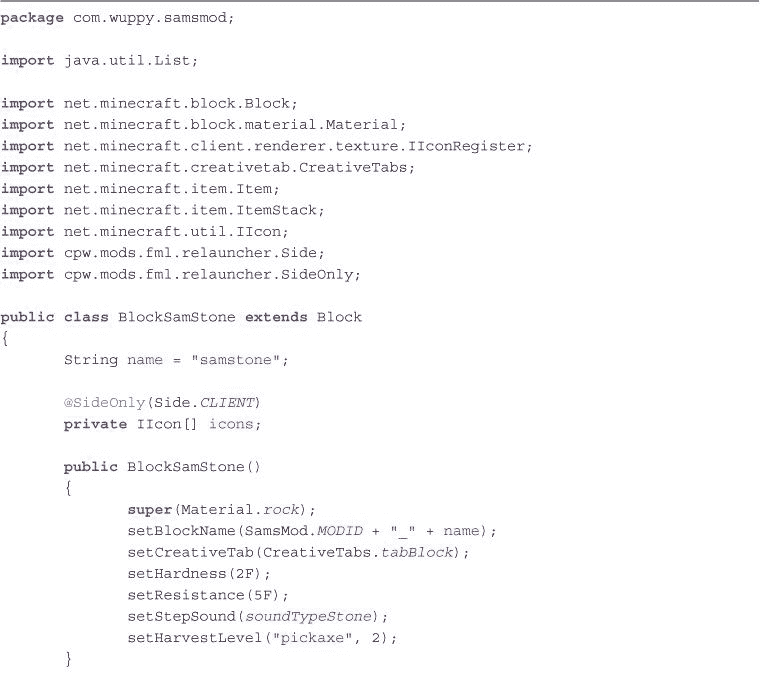 package com.wuppy.samsmod;
import java.util.List;
import net.minecraft.block.Block;
import net.minecraft.block.material.Material;
import net.minecraft.client.renderer.texture.IIconRegister;
import net.minecraft.creativetab.CreativeTabs;
import net.minecraft.item.Item;
import net.minecraft.item.ItemStack;
import net.minecraft.util.IIcon;
import cpw.mods.fml.relauncher.Side;
import cpw.mods.fml.relauncher.SideOnly;
public class BlockSamStone extends Block
{
String name = "samstone";
@SideOnly(Side.CLIENT)
private IIcon[] icons;
public BlockSamStone()
{
super(Material.rock);
setBlockName(SamsMod.MODID + "_" + name);
setCreativeTab(CreativeTabs.tabBlock);
setHardness(2F);
setResistance(5F);
setStepSound(soundTypeStone);
setHarvestLevel("pickaxe", 2);
}